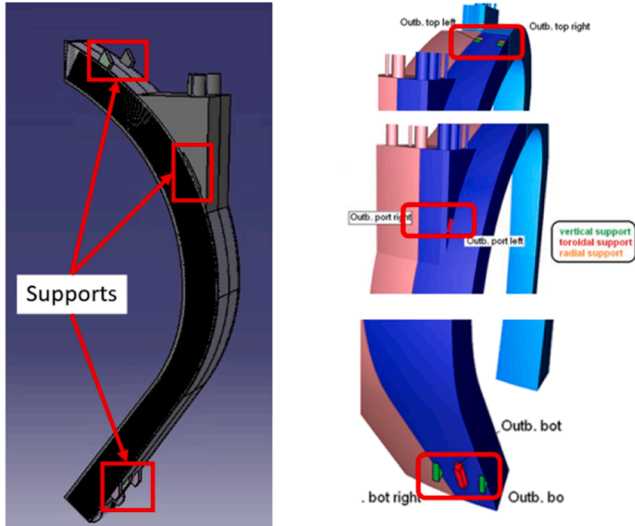 Supports
Outb. top left
Outb. top right
Outb. port right
Outb. port left
vertical support
toroidal support
radial support
Outb. bot
. bot right
Outb. bo